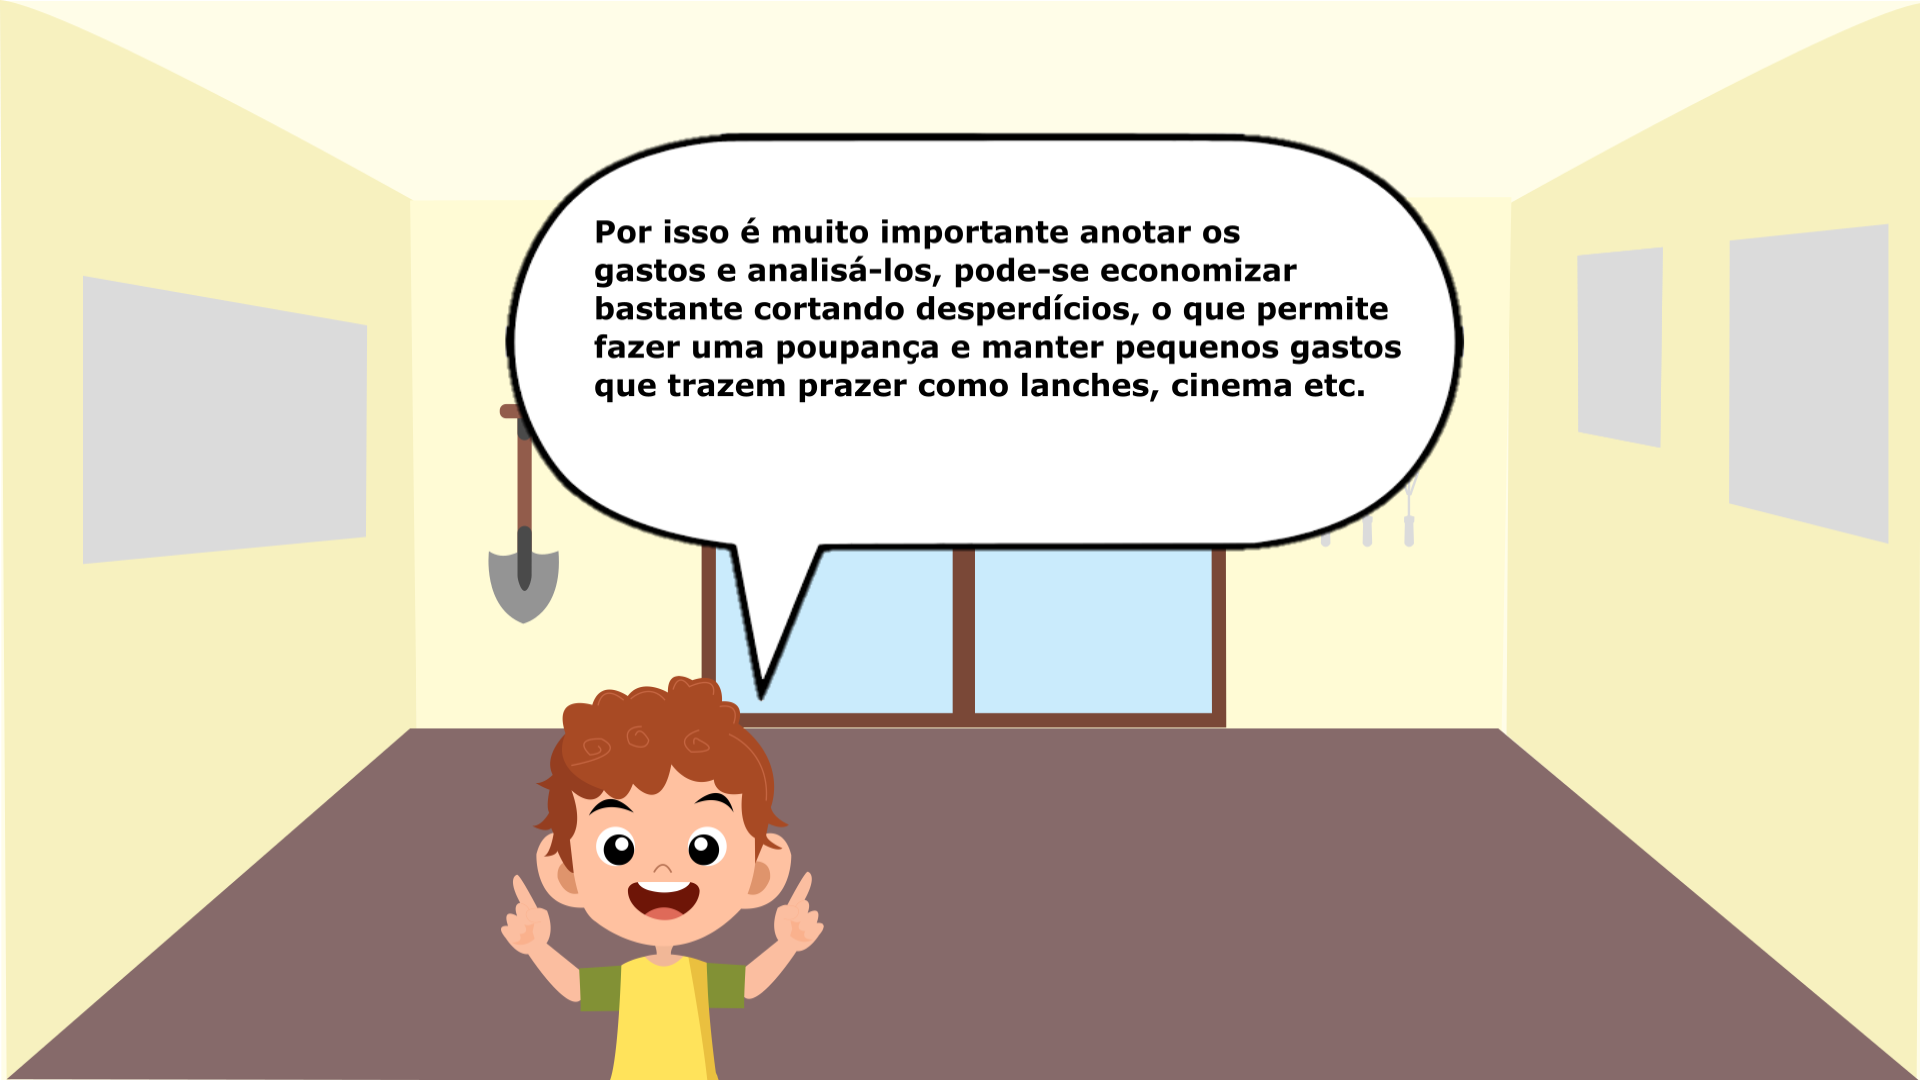 Por isso é muito importante anotar os
gastos e analisá-los, pode-se economizar
bastante cortando desperdícios, o que permite
fazer uma poupança e manter pequenos gastos
que trazem prazer como lanches, cinema etc.